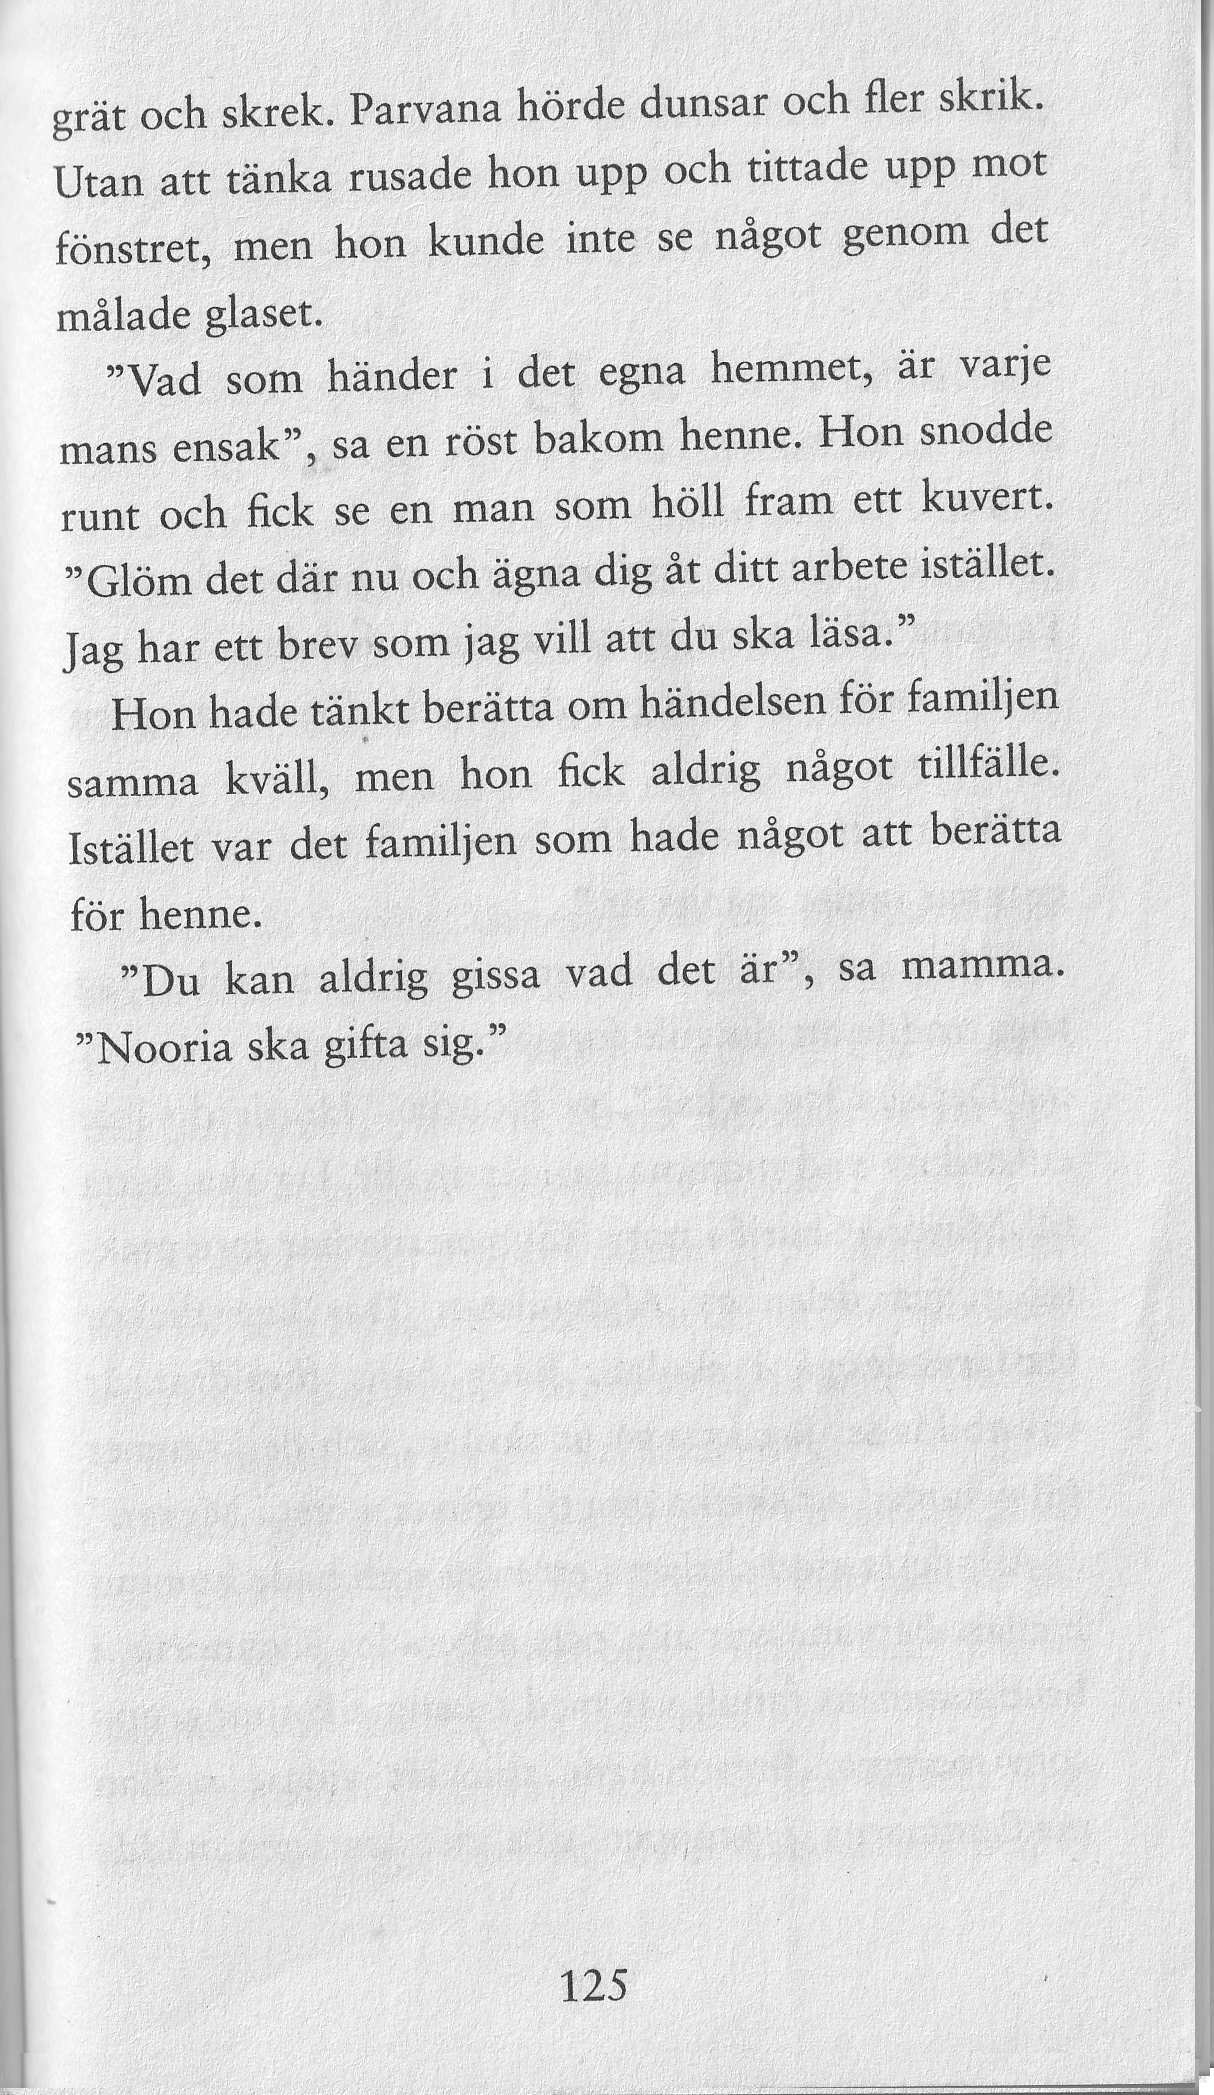 grät och skrek. Parvana hörde dunsar och fler skrik.
Utan att tänka rusade hon upp och tittade upp mot
fönstret, men hon kunde inte se något genom det
målade glaset.
”Vad som händer i det egna hemmet, är varje
mans ensak”, sa en röst bakom henne. Hon snodde
runt och fick se en man som höll fram ett kuvert.
”Glöm det där nu och ägna dig åt ditt arbete istället.
Jag har ett brev som jag vill att du ska läsa.”
Hon hade tänkt berätta om händelsen för familjen
samma kväll, men hon fick aldrig något tillfälle.
Istället var det familjen som hade något att berätta
för henne.
”Du kan aldrig gissa vad det är”, sa mamma.
”Nooria ska gifta sig.”
125